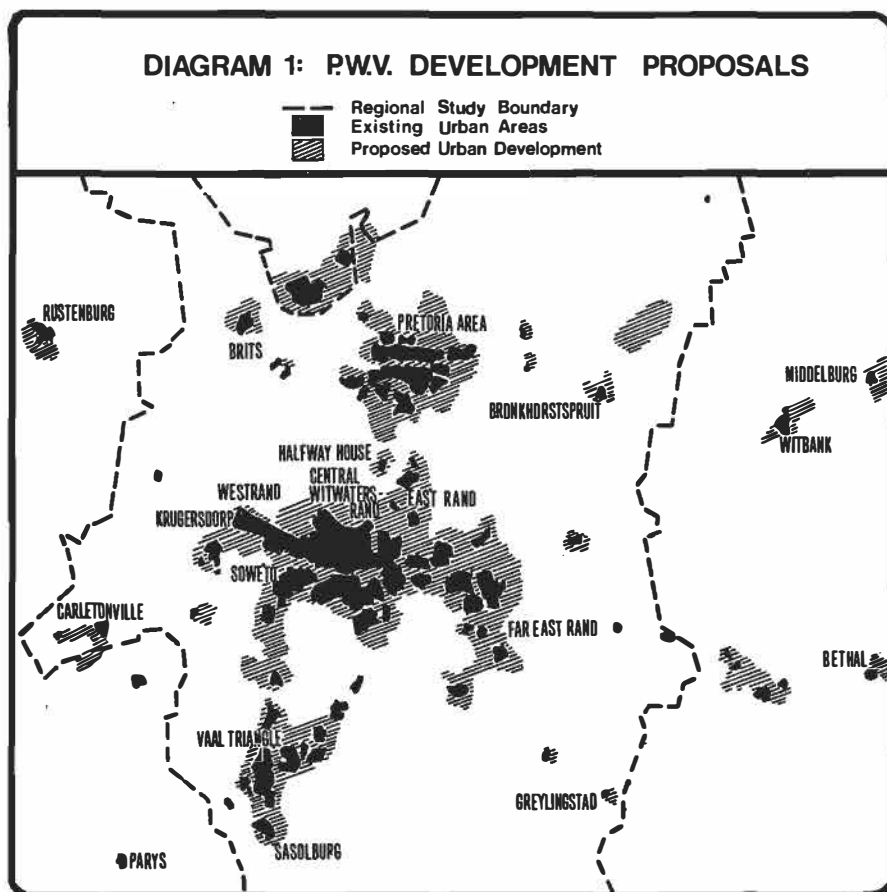 DIAGRAM 1: P.W.V. DEVELOPMENT PROPOSALS
Regional Study Boundary
Existing Urban Areas
Proposed Urban Development
RUSTENBURG
BRITS
PRETORIA AREA
BRONKHORSTSPRUIT
MIDDELBURG
WITBANK
HALFWAY HOUSE
CENTRAL
WITWATERS-
RAND
WESTRAND
EAST RAND
KRUGERSDORP
SOWETO
CARLETONVILLE
FAR EAST RAND
BETHAL
VAAL TRIANGLE
GREYLINGSTAD
SASOLBURG
PARYS